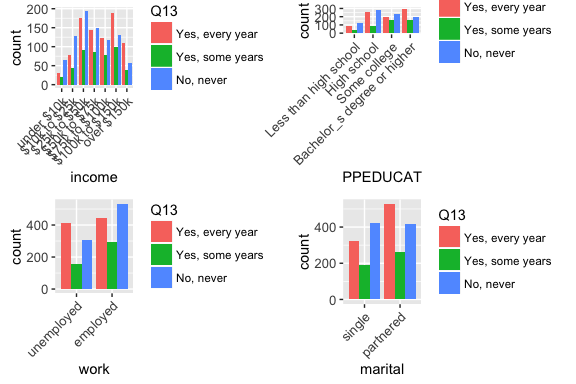 200
150
100
50
0
count
under $10k
$10k to $25k
$25k to $50k
$50k to $75k
$75k to $100k
$100k to $150k
over $150k
income
Q13
Yes, every year
Yes, some years
No, never
300
200
100
0
count
Less than high school
High school
Some college
Bachelor_s degree or higher
PPEDUCAT
Yes, every year
Yes, some years
No, never
400
200
0
count
unemployed
employed
work
Q13
Yes, every year
Yes, some years
No, never
400
200
0
count
single
partnered
marital
Q13
Yes, every year
Yes, some years
No, never